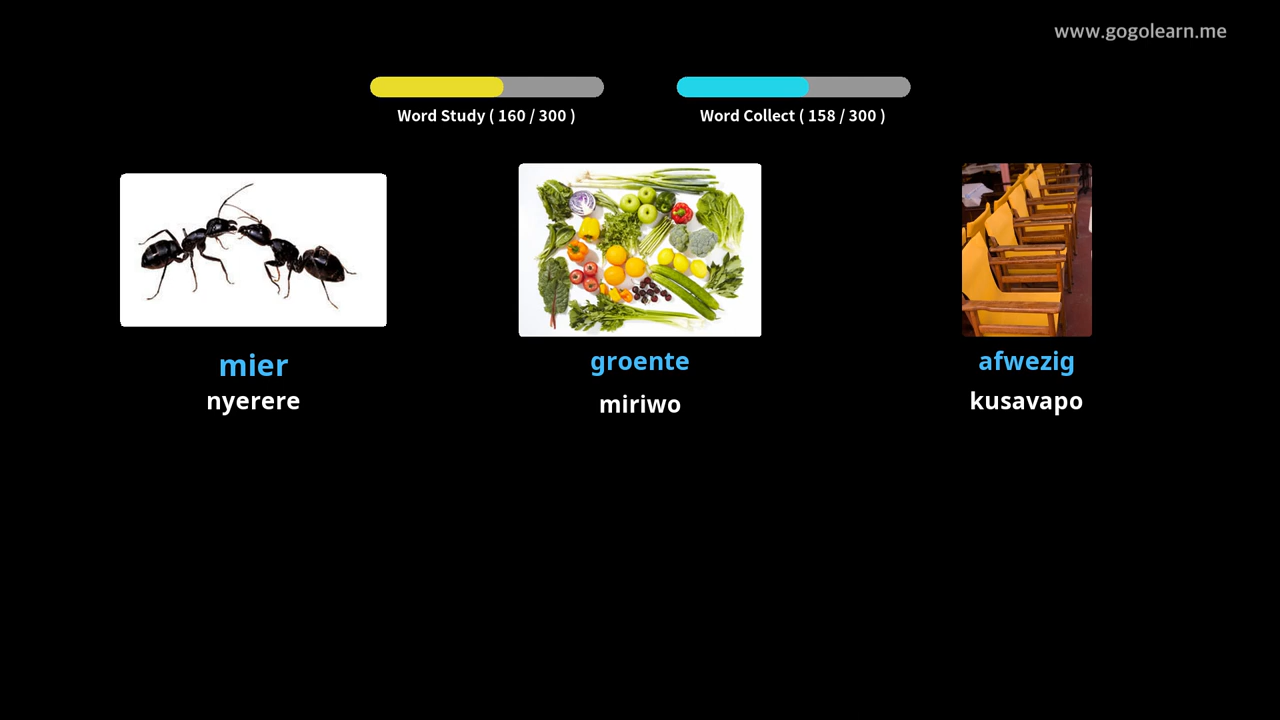 www.gogolearn.me
Word Study ( 160 / 300 )
Word Collect ( 158 / 300 )
mier
nyerere
groente
miriwo
afwezig
kusavapo